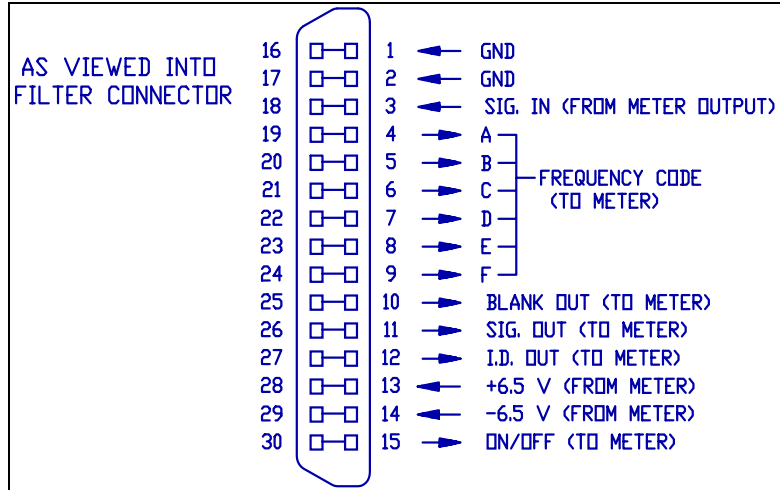 AS VIEWED INTO
FILTER CONNECTOR
16 1 GND
17 2 GND
18 3 SIG. IN (FROM METER OUTPUT)
19 4 A
20 5 B
21 6 C
22 7 D
23 8 E
24 9 F
FREQUENCY CODE
(TO METER)
25 10 BLANK OUT (TO METER)
26 11 SIG. OUT (TO METER)
27 12 I.D. OUT (TO METER)
28 13 +6.5 V (FROM METER)
29 14 -6.5 V (FROM METER)
30 15 ON/OFF (TO METER)